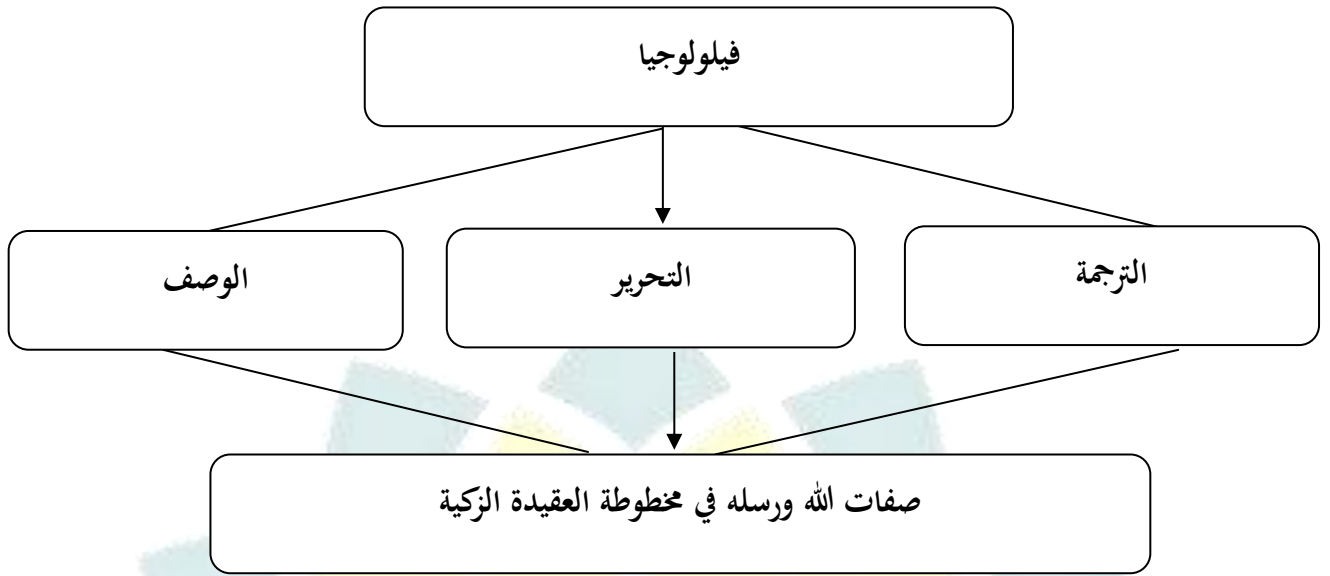 فيلولوجيا
الترجمة
التحرير
الوصف
صفات الله ورسله في مخطوطة العقيدة الزكية